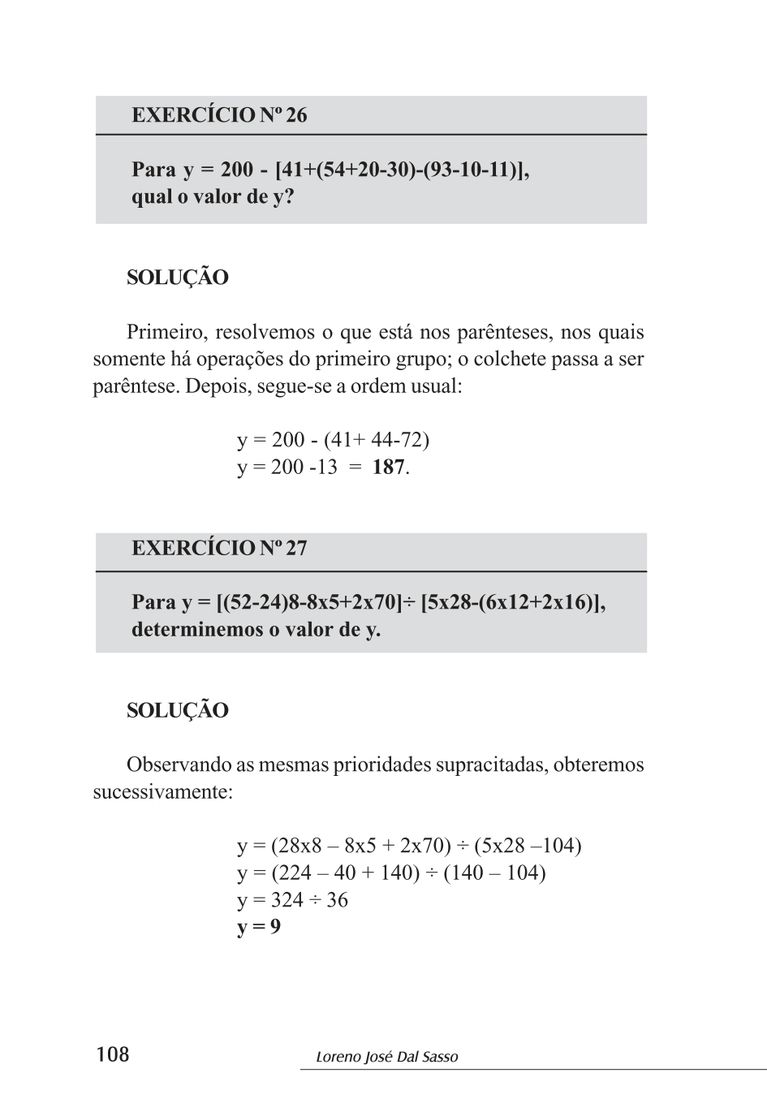 EXERCÍCIO Nº 26
Para y = 200 - [41+(54+20-30)-(93-10-11)],
qual o valor de y?
SOLUÇÃO
Primeiro, resolvemos o que está nos parênteses, nos quais
somente há operações do primeiro grupo; o colchete passa a ser
parêntese. Depois, segue-se a ordem usual:
y = 200 - (41+ 44-72)
y = 200 -13 = 187.
EXERCÍCIO Nº 27
Para y = [(52-24)8-8x5+2x70]÷ [5x28-(6x12+2x16)],
determinemos o valor de y.
SOLUÇÃO
Observando as mesmas prioridades supracitadas, obteremos
sucessivamente:
y = (28x8 – 8x5 + 2x70) ÷ (5x28 –104)
y = (224 – 40 + 140) ÷ (140 – 104)
y = 324 ÷ 36
y = 9
108 Loreno José Dal Sasso